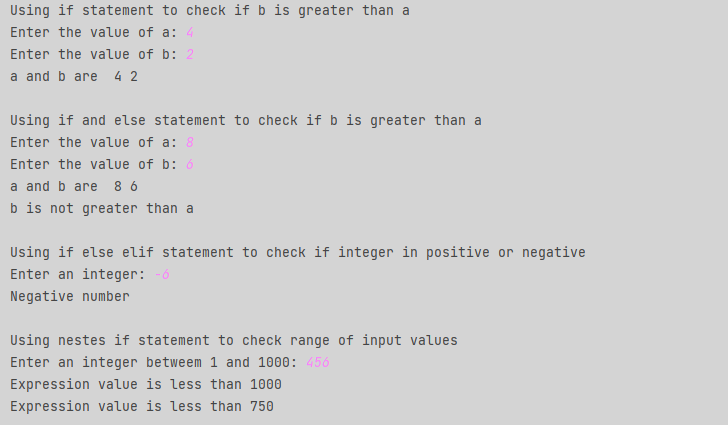 Using if statement to check if b is greater than a
Enter the value of a: 4
Enter the value of b: 2
a and b are  4 2
Using if and else statement to check if b is greater than a
Enter the value of a: 8
Enter the value of b: 6
a and b are  8 6
b is not greater than a
Using if else elif statement to check if integer in positive or negative
Enter an integer: -6
Negative number
Using nestes if statement to check range of input values
Enter an integer betweem 1 and 1000: 456
Expression value is less than 1000
Expression value is less than 750